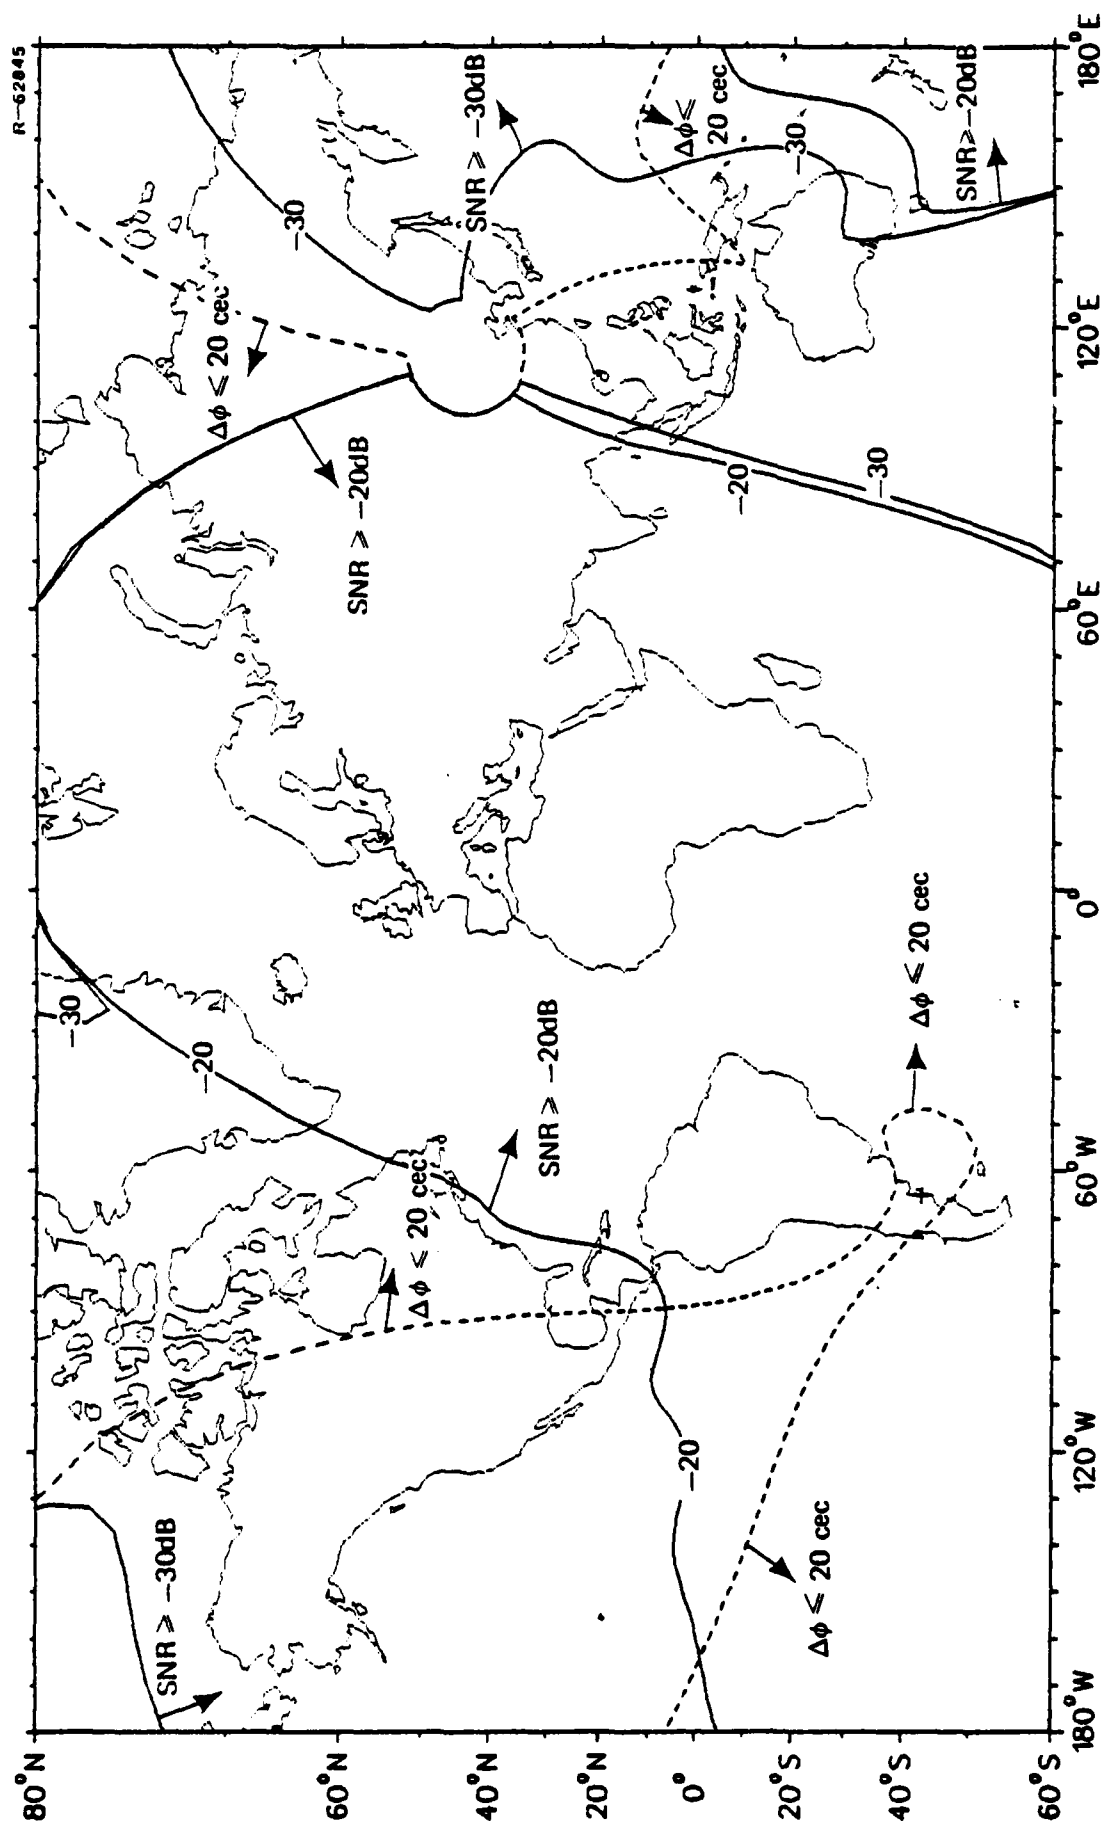 R-62845
80°N
60°N
40°N
20°N
0°
20°S
40°S
60°S
180°W
120°W
60°W
0°
60°E
120°E
180°E
SNR ⩾ -30dB
Δφ ⩽ 20 cec
-30
-20
Δφ ⩽ 20 cec
SNR ⩾ -20dB
-20
Δφ ⩽ 20 cec
Δφ ⩽ 20 cec
SNR ⩾ -20dB
Δφ ⩽ 20 cec
-30
SNR ⩾ -30dB
-20
-30
Δφ ⩽
20 cec
-30
SNR ⩾ -20dB